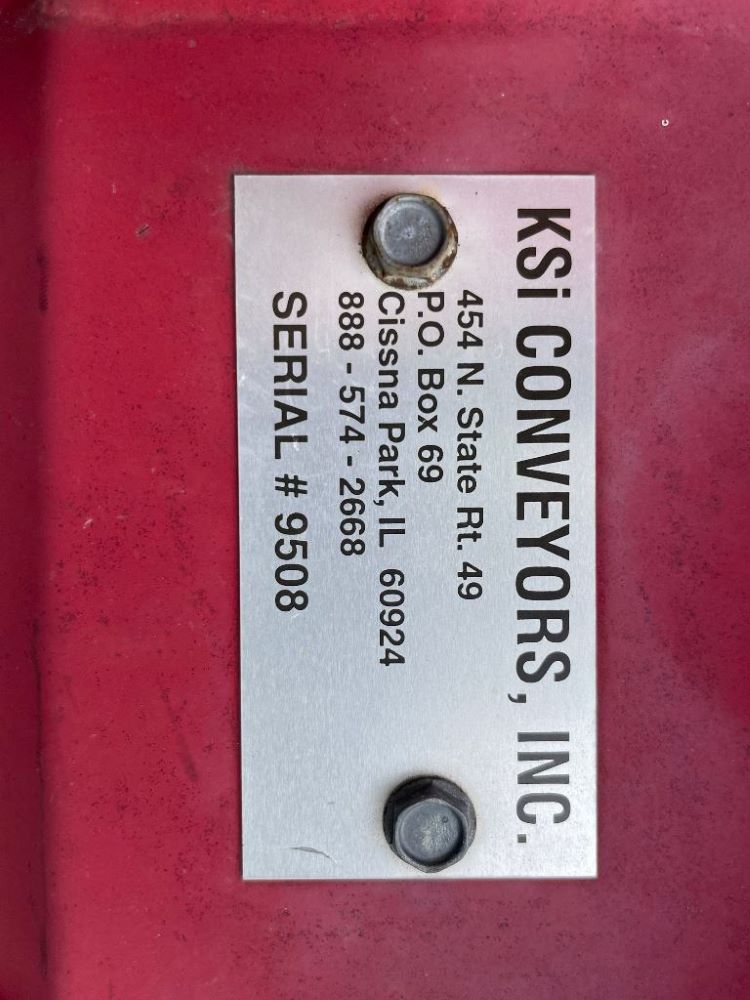 KSi CONVEYORS, INC.
454 N. State Rt. 49
P.O. Box 69
Cissna Park, IL 60924
888 - 574 - 2668
SERIAL # 9508